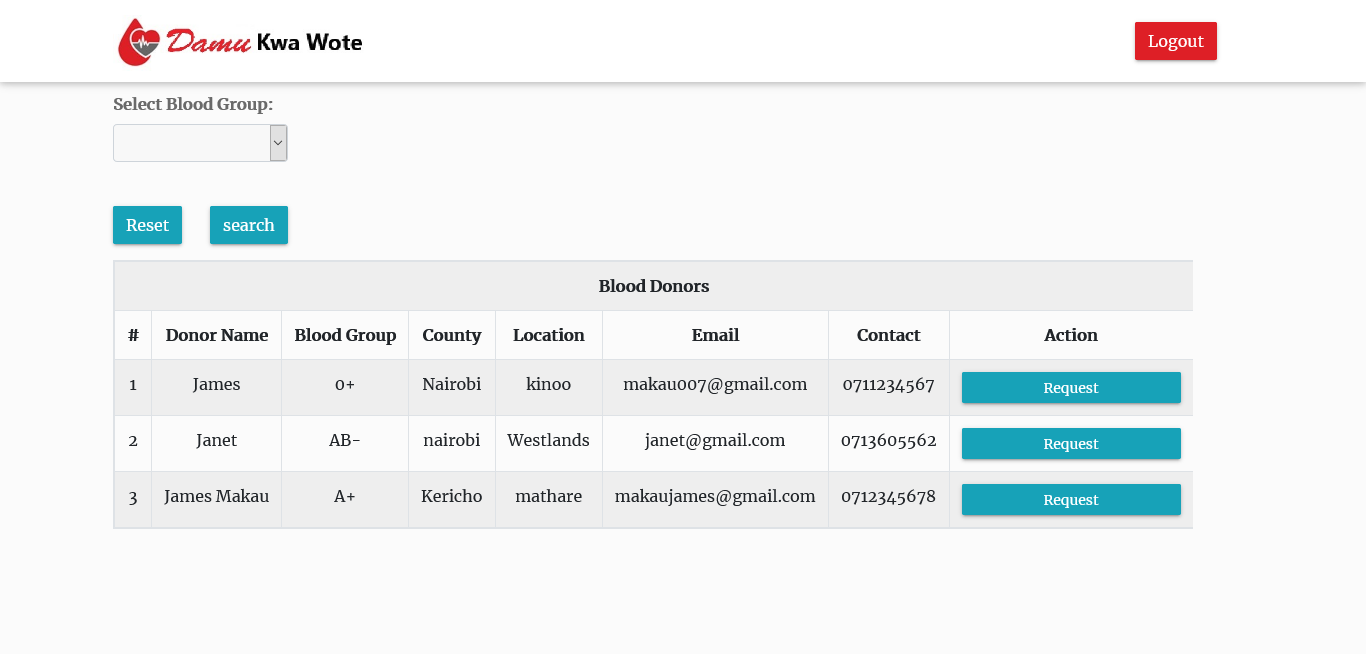 Damu Kwa Wote
Logout
Select Blood Group:
Reset search
Blood Donors
# Donor Name Blood Group County Location Email Contact Action
1 James 0+ Nairobi kinoo makau007@gmail.com 0711234567 Request
2 Janet AB- nairobi Westlands janet@gmail.com 0713605562 Request
3 James Makau A+ Kericho mathare makaujames@gmail.com 0712345678 Request